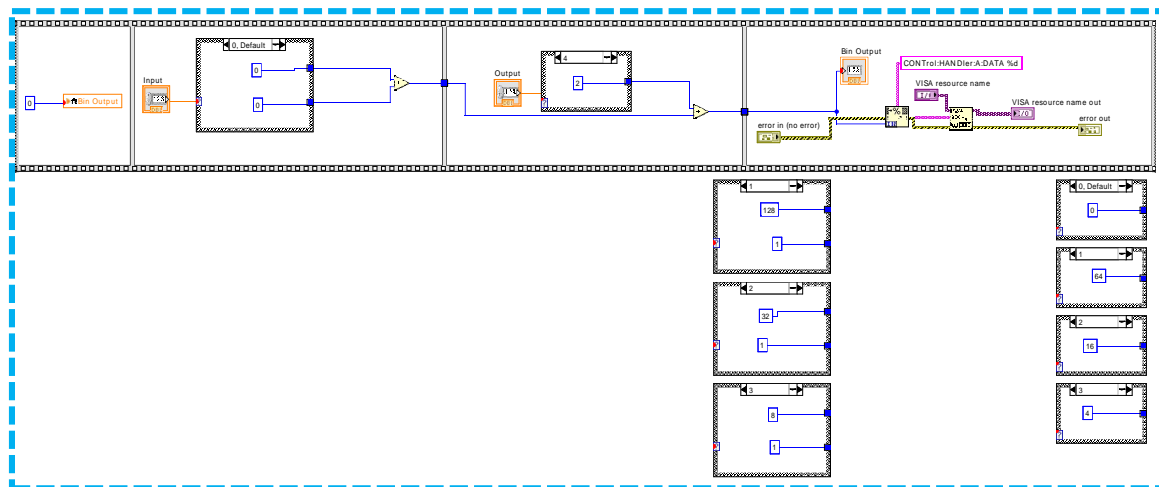 0
Bin Output
Input
0, Default
0
0
Output
4
2
Bin Output
CONTrol:HANDler:A:DATA %d
VISA resource name
VISA resource name out
error in (no error)
error out
1
128
1
2
32
1
3
8
1
0, Default
0
1
64
2
16
3
4